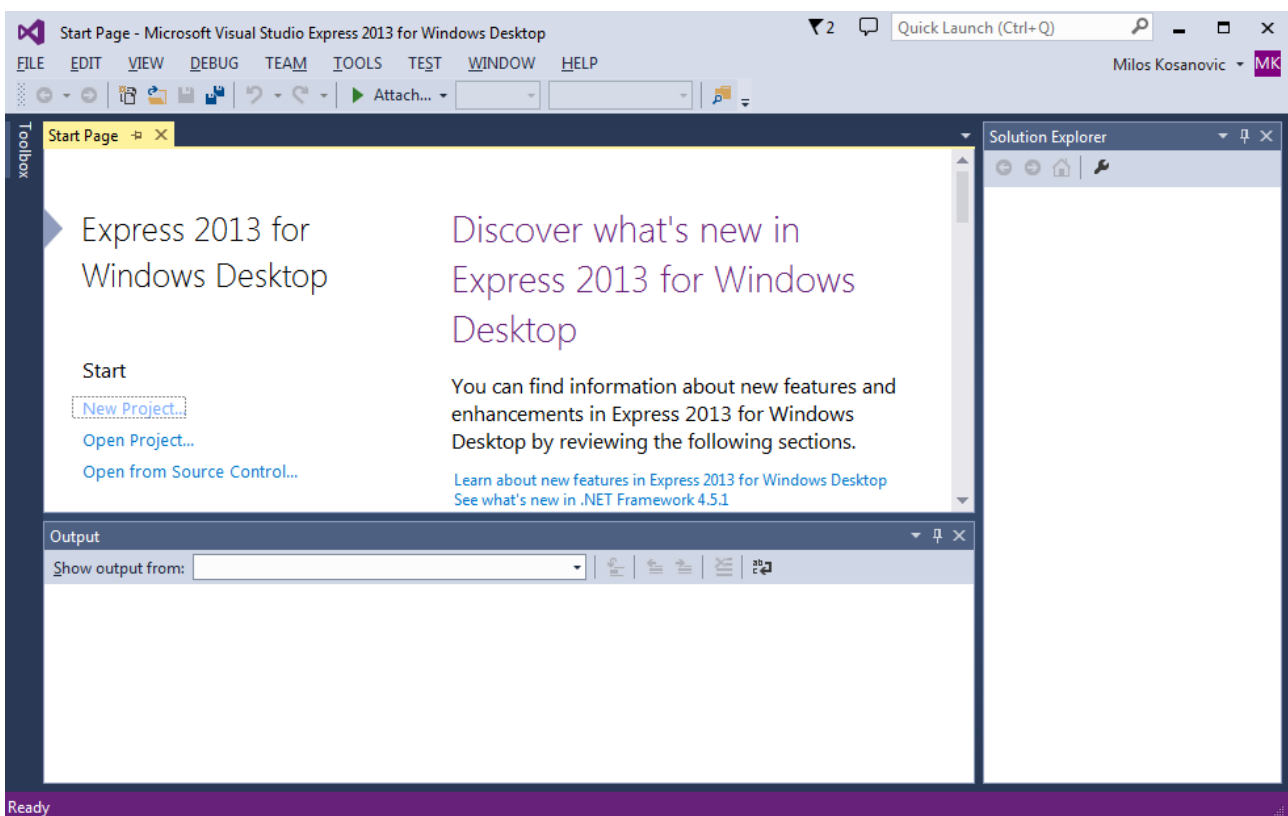 Start Page - Microsoft Visual Studio Express 2013 for Windows Desktop
2
Quick Launch (Ctrl+Q)
FILE EDIT VIEW DEBUG TEAM TOOLS TEST WINDOW HELP
Milos Kosanovic MK
Attach...
Toolbox
Start Page
Express 2013 for
Windows Desktop
Start
New Project...
Open Project...
Open from Source Control...
Discover what's new in
Express 2013 for Windows
Desktop
You can find information about new features and
enhancements in Express 2013 for Windows
Desktop by reviewing the following sections.
Learn about new features in Express 2013 for Windows Desktop
See what's new in .NET Framework 4.5.1
Solution Explorer
Output
Show output from:
Ready